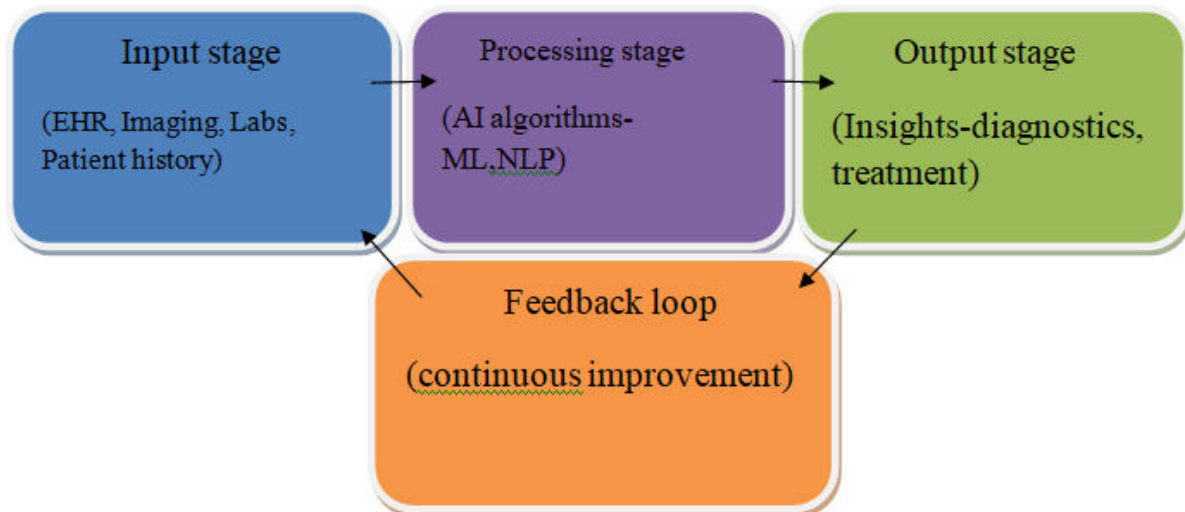 Input stage
(EHR, Imaging, Labs,
Patient history)
Processing stage
(AI algorithms-
ML,NLP)
Output stage
(Insights-diagnostics,
treatment)
Feedback loop
(continuous improvement)